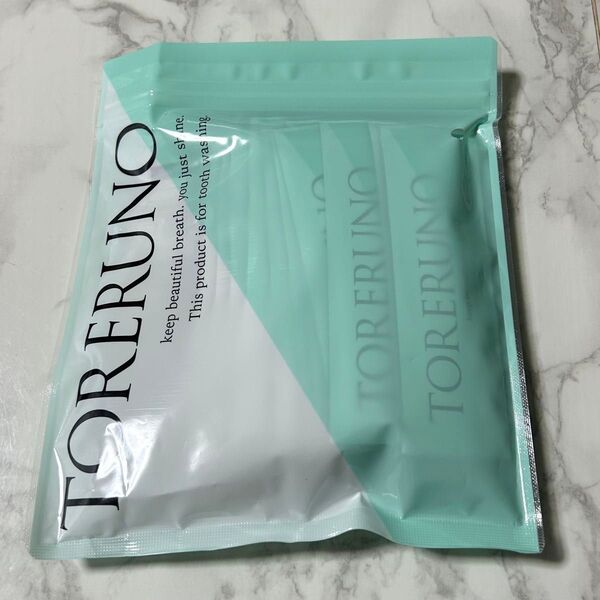 TORERUNO
keep beautiful breath. you just shine.
This product is for tooth washing.
TORERUNO
TORERUNO